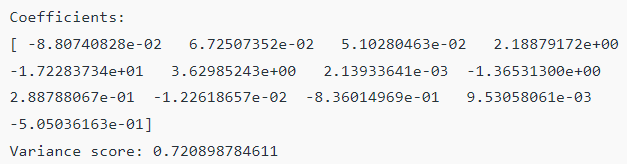 Coefficients:
[ -8.80740828e-02 6.72507352e-02 5.10280463e-02 2.18879172e+00
-1.72283734e+01 3.62985243e+00 2.13933641e-03 -1.36531300e+00
2.88788067e-01 -1.22618657e-02 -8.36014969e-01 9.53058061e-03
-5.05036163e-01]
Variance score: 0.720898784611